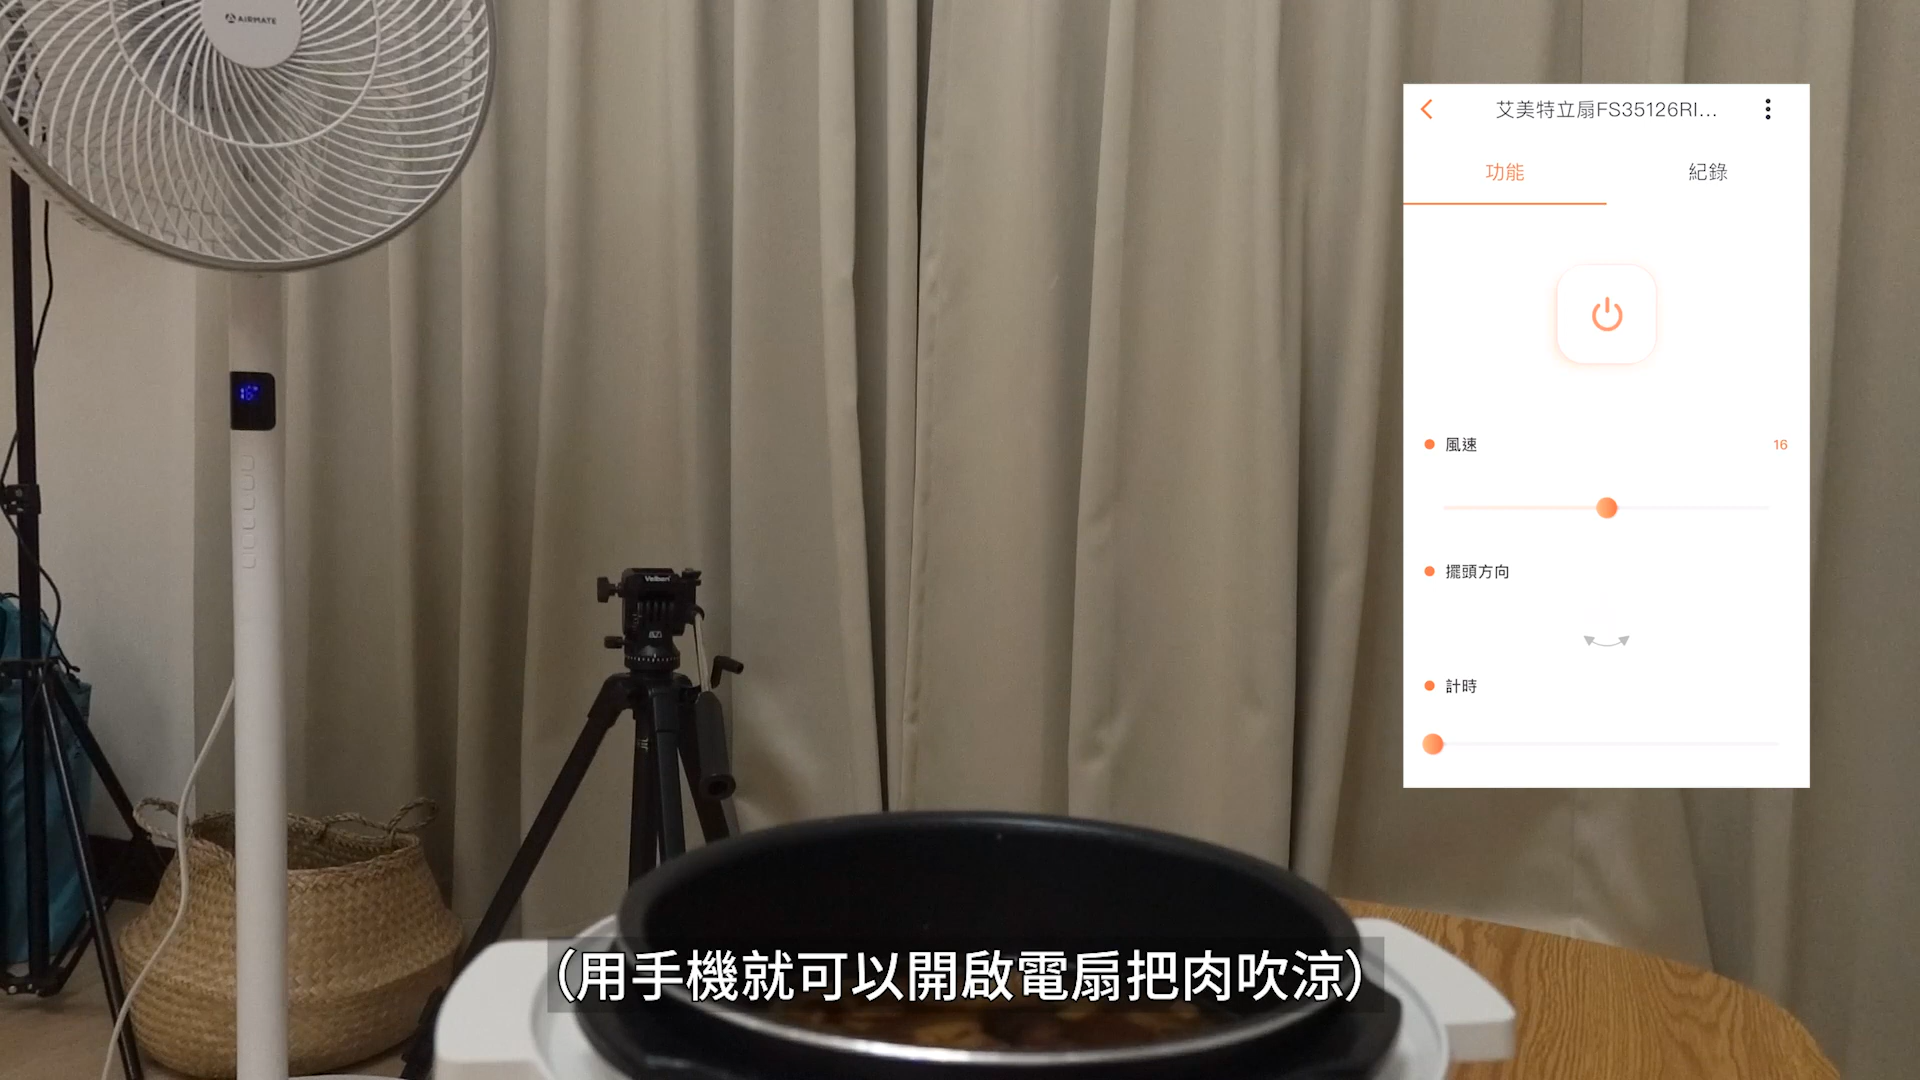 AIRMATE
艾美特立扇FS35126RI...
功能
紀錄
風速
16
擺頭方向
計時
16
Velbon
（用手機就可以開啟電扇把肉吹涼）